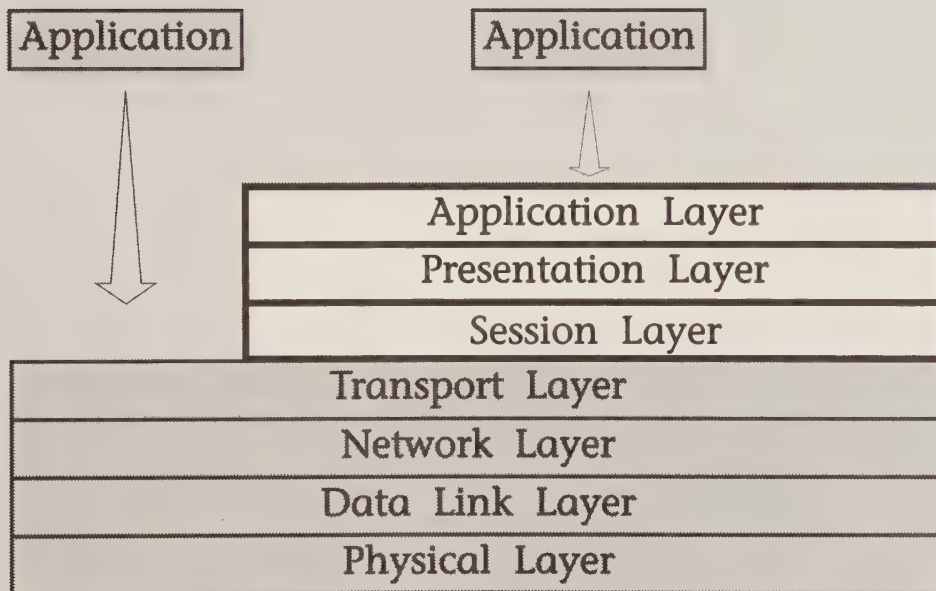 Application Application
Application Layer
Presentation Layer
Session Layer
Transport Layer
Network Layer
Data Link Layer
Physical Layer